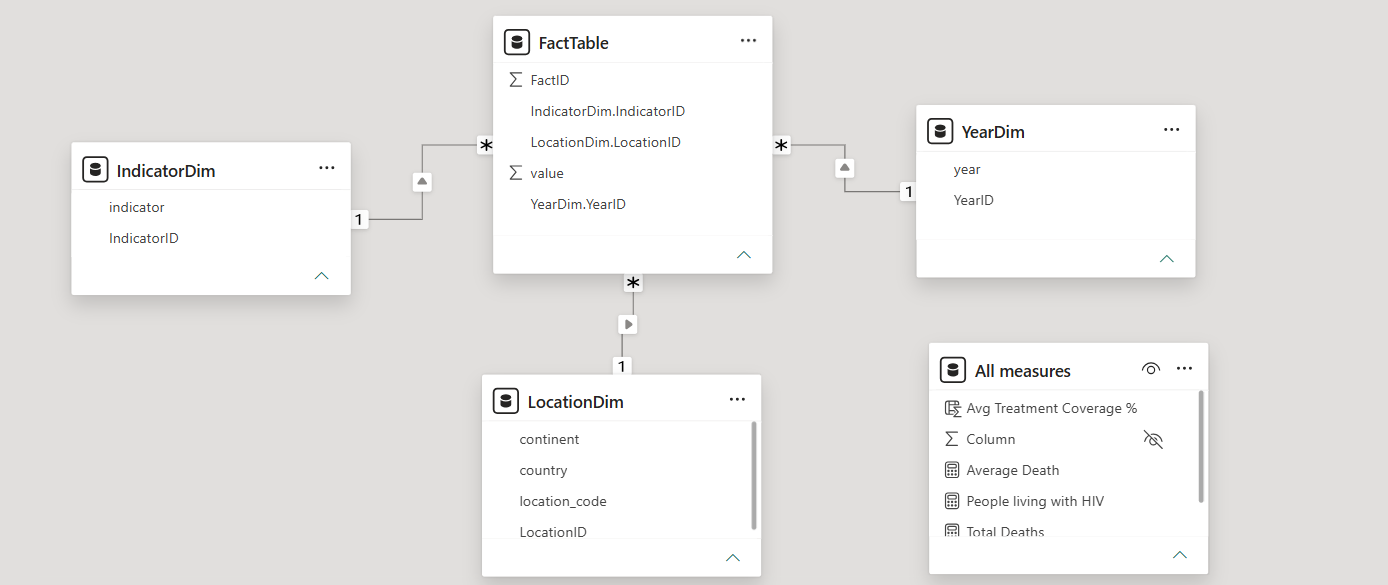 FactTable
FactID
IndicatorDim.IndicatorID
LocationDim.LocationID
value
YearDim.YearID
IndicatorDim
indicator
IndicatorID
YearDim
year
YearID
*
*
1
1
*
1
LocationDim
continent
country
location_code
LocationID
All measures
Avg Treatment Coverage %
Column
Average Death
People living with HIV
Total Deaths